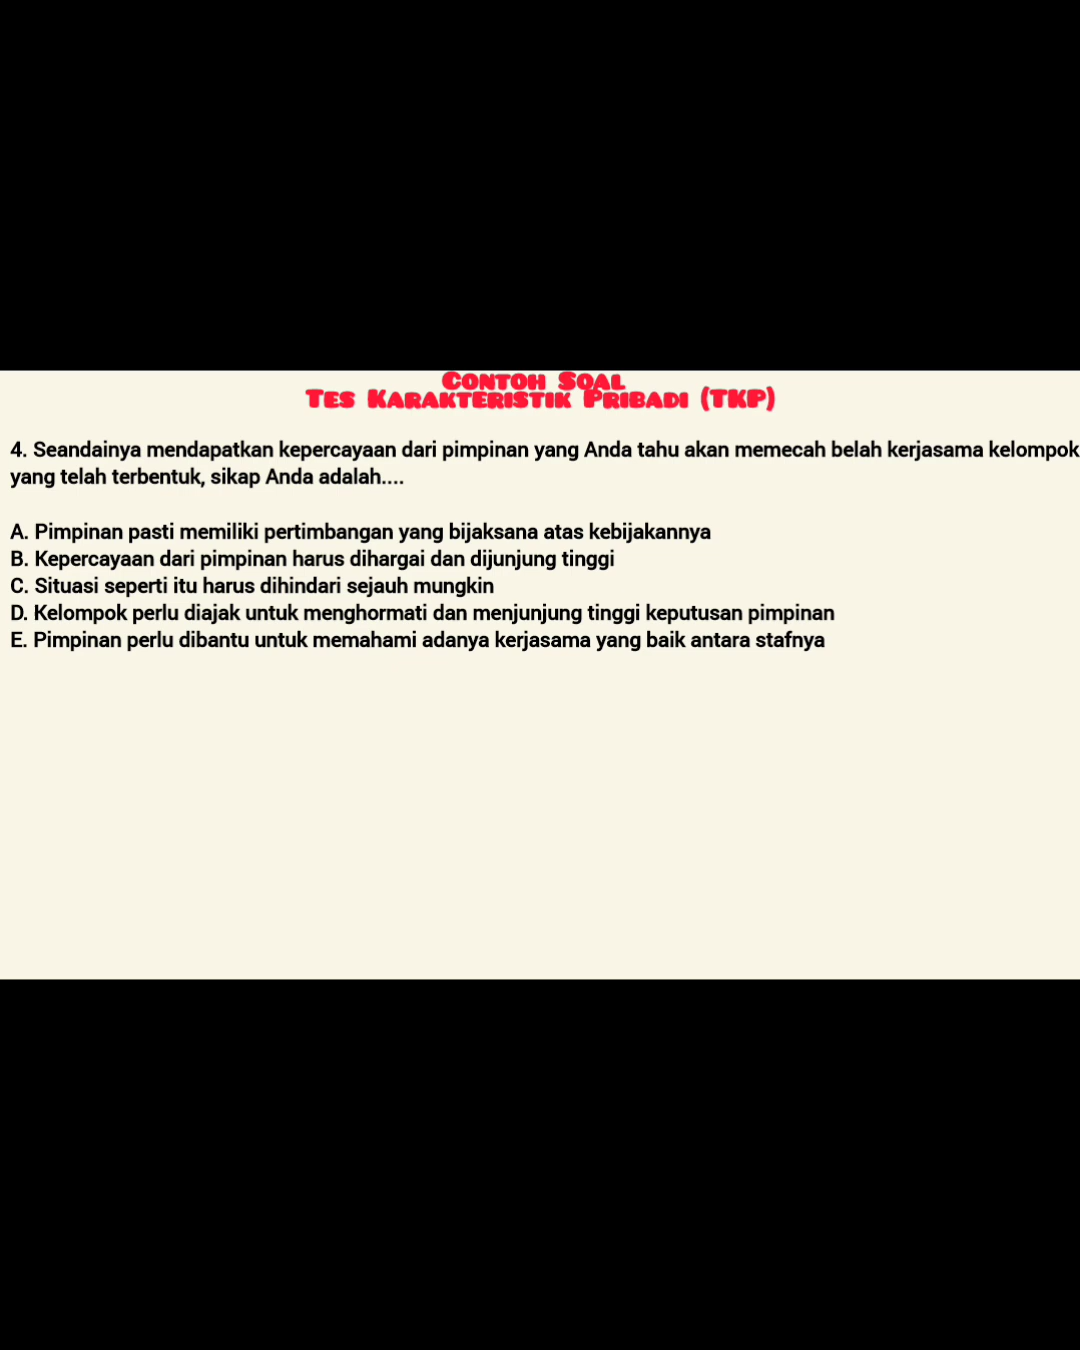 CONTOH SOAL
TES KARAKTERISTIK PRIBADI (TKP)
4. Seandainya mendapatkan kepercayaan dari pimpinan yang Anda tahu akan memecah belah kerjasama kelompok
yang telah terbentuk, sikap Anda adalah....
A. Pimpinan pasti memiliki pertimbangan yang bijaksana atas kebijakannya
B. Kepercayaan dari pimpinan harus dihargai dan dijunjung tinggi
C. Situasi seperti itu harus dihindari sejauh mungkin
D. Kelompok perlu diajak untuk menghormati dan menjunjung tinggi keputusan pimpinan
E. Pimpinan perlu dibantu untuk memahami adanya kerjasama yang baik antara stafnya